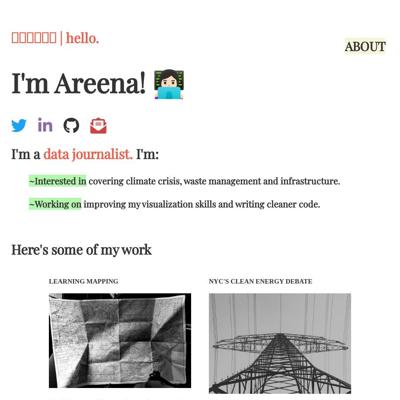 | hello.
ABOUT
I'm Areena!
I'm a data journalist. I'm:
~Interested in covering climate crisis, waste management and infrastructure.
~Working on improving my visualization skills and writing cleaner code.
Here's some of my work
LEARNING MAPPING
NYC'S CLEAN ENERGY DEBATE